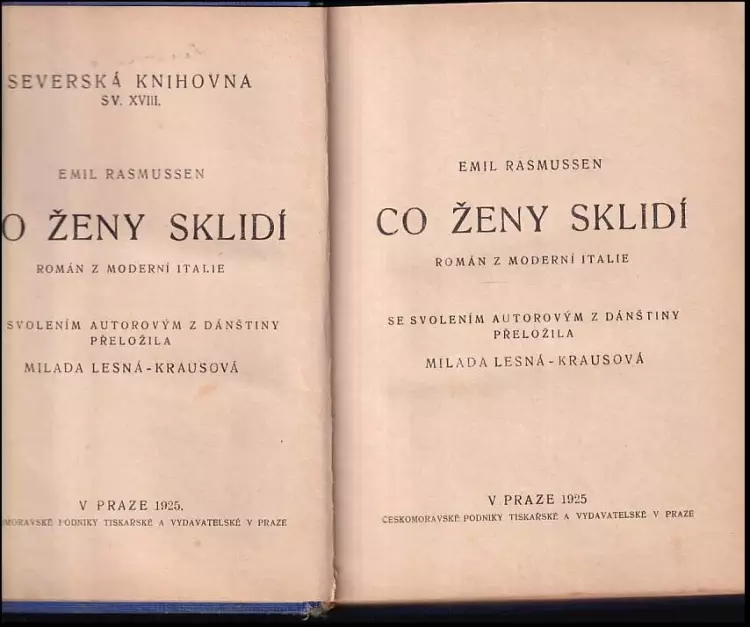 SEVERSKÁ KNIHOVNA
SV. XVIII.
EMIL RASMUSSEN
O ŽENY SKLIDÍ
ROMÁN Z MODERNÍ ITALIE
SVOLENÍM AUTOROVÝM Z DÁNŠTINY
PŘELOŽILA
MILADA LESNÁ-KRAUSOVÁ
V PRAZE 1925.
MORAVSKÉ PODNIKY TISKAŘSKÉ A VYDAVATELSKÉ V PRAZE
EMIL RASMUSSEN
CO ŽENY SKLIDÍ
ROMÁN Z MODERNÍ ITALIE
SE SVOLENÍM AUTOROVÝM Z DÁNŠTINY
PŘELOŽILA
MILADA LESNÁ-KRAUSOVÁ
V PRAZE 1925
ČESKOMORAVSKÉ PODNIKY TISKAŘSKÉ A VYDAVATELSKÉ V PRAZE